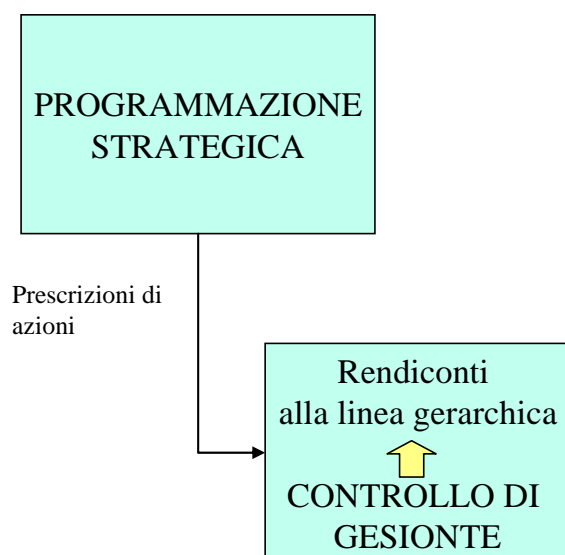 PROGRAMMAZIONE
STRATEGICA
Prescrizioni di
azioni
Rendiconti
alla linea gerarchica
CONTROLLO DI
GESIONTE